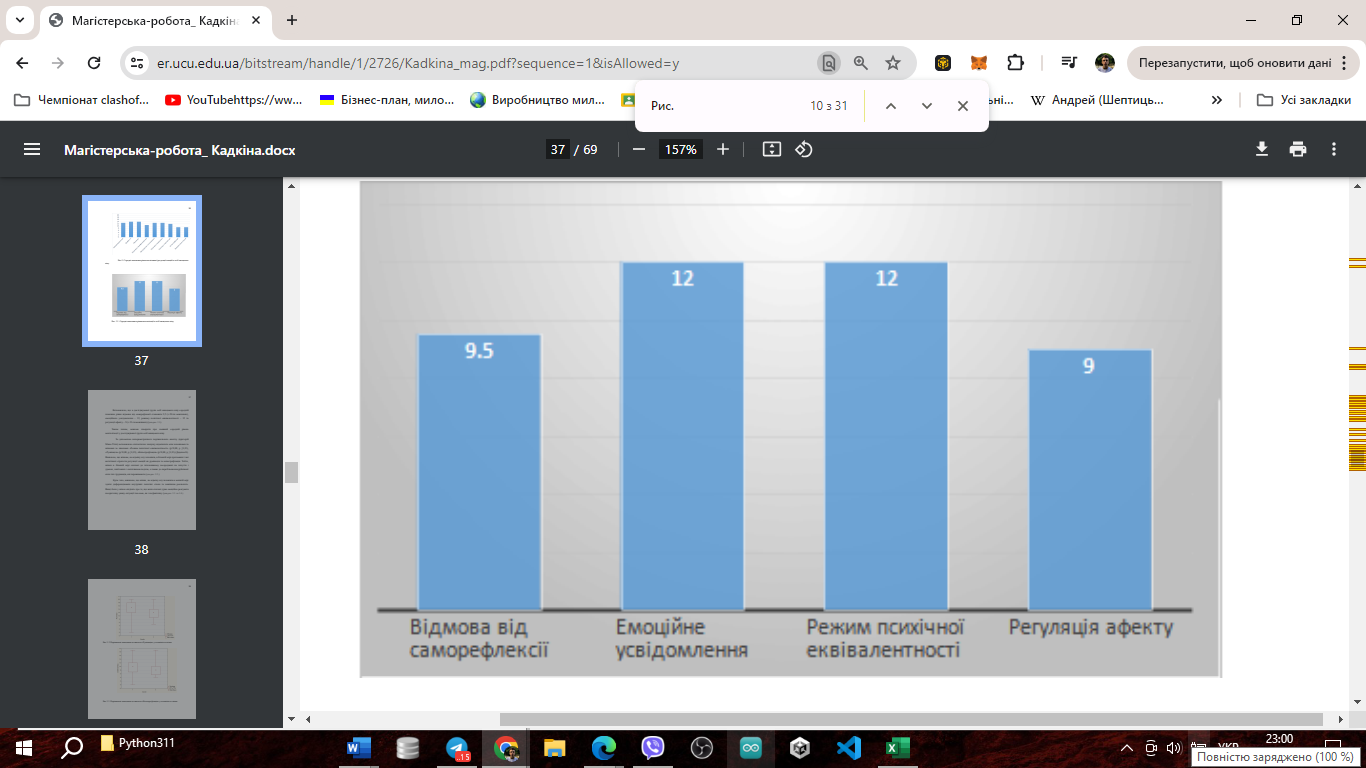 Магістерська-робота_ Кадкіна
er.ucu.edu.ua/bitstream/handle/1/2726/Kadkina_mag.pdf?sequence=1&isAllowed=y
Перезапустити, щоб оновити дані
Чемпіонат clashof...
YouTubehttps://ww...
Бізнес-план, мило...
Виробництво мил...
Андрей (Шептиць...
»
Усі закладки
Рис.
10 з 31
Магістерська-робота_ Кадкіна.docx
37 / 69
157%
37
38
9.5
12
12
9
Відмова від
саморефлексії
Емоційне
усвідомлення
Режим психічної
еквівалентності
Регуляція афекту
Python311
15
УКР
23:00
Повністю заряджено (100 %)